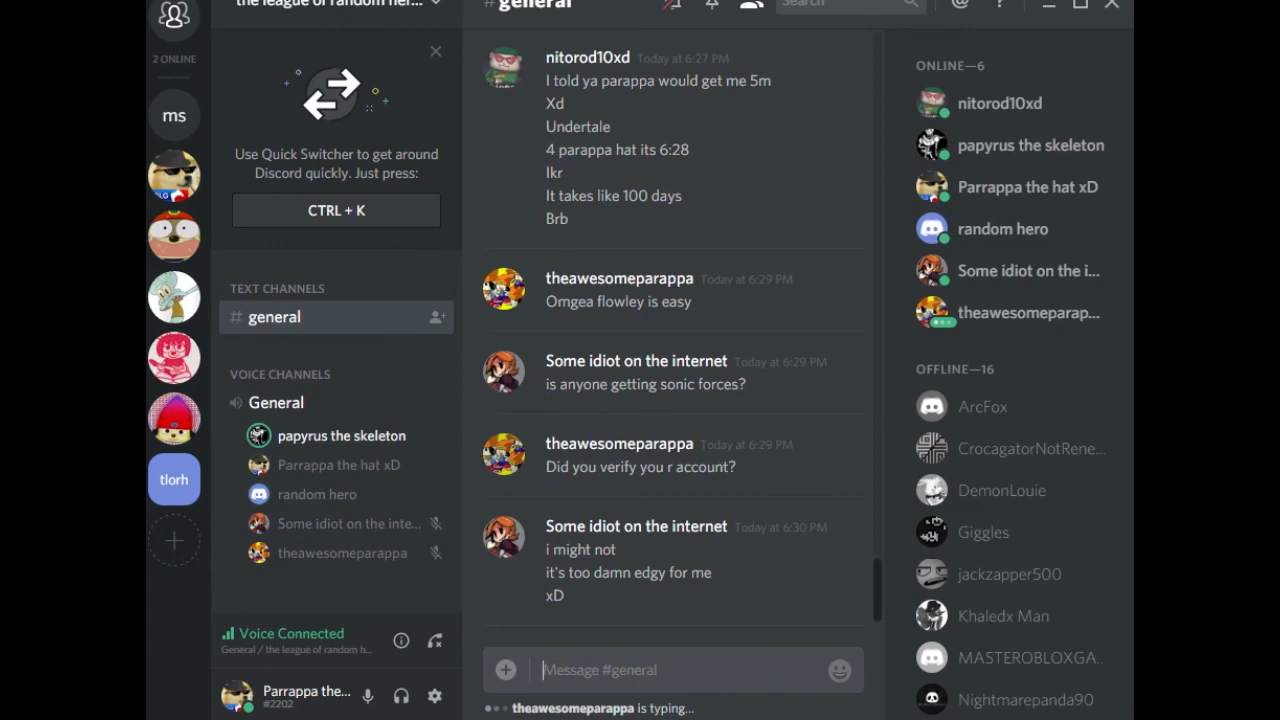 2 ONLINE
ms
tlorh
the league of random her...
Use Quick Switcher to get around
Discord quickly. Just press:
CTRL + K
TEXT CHANNELS
# general
VOICE CHANNELS
General
papyrus the skeleton
Parrappa the hat xD
random hero
Some idiot on the inte...
theawesomeparappa
Voice Connected
General / the league of random h...
Parrappa the...
#2202
# general
Search
@ ?
nitorod10xd Today at 6:27 PM
I told ya parappa would get me 5m
Xd
Undertale
4 parappa hat its 6:28
Ikr
It takes like 100 days
Brb
theawesomeparappa Today at 6:29 PM
Omgea flowley is easy
Some idiot on the internet Today at 6:29 PM
is anyone getting sonic forces?
theawesomeparappa Today at 6:29 PM
Did you verify you r account?
Some idiot on the internet Today at 6:30 PM
i might not
it's too damn edgy for me
xD
Message #general
theawesomeparappa is typing...
ONLINE—6
nitorod10xd
papyrus the skeleton
Parrappa the hat xD
random hero
Some idiot on the i...
theawesomeparap...
OFFLINE—16
ArcFox
CrocagatorNotRene...
DemonLouie
Giggles
jackzapper500
Khaledx Man
MASTEROBLOXGA...
Nightmarepanda90